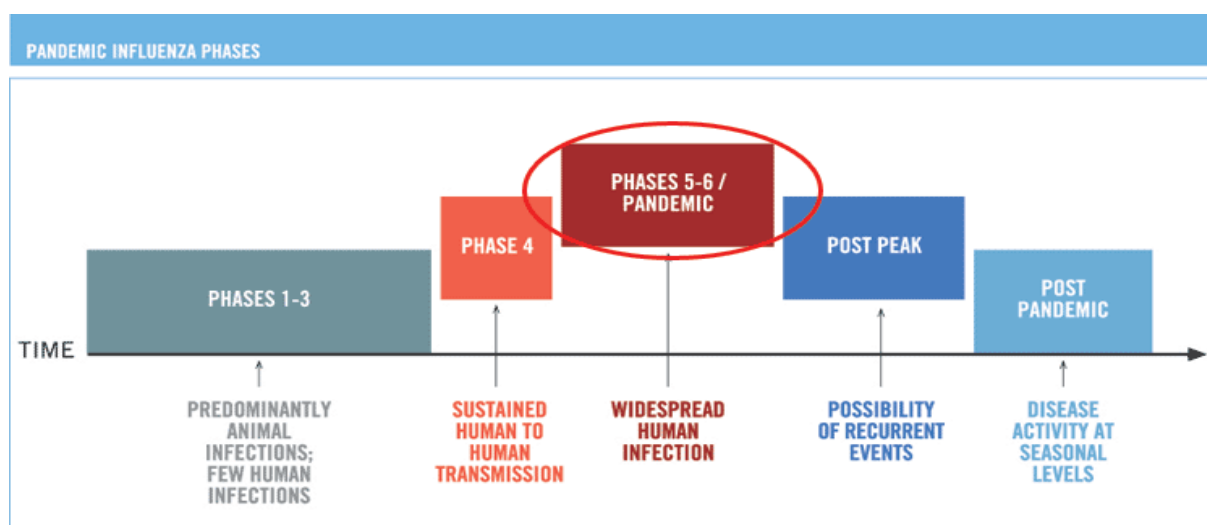 PANDEMIC INFLUENZA PHASES
PHASES 5-6 /
PANDEMIC
PHASE 4
POST PEAK
PHASES 1-3
POST
PANDEMIC
TIME
PREDOMINANTLY
ANIMAL
INFECTIONS;
FEW HUMAN
INFECTIONS
SUSTAINED
HUMAN TO
HUMAN
TRANSMISSION
WIDESPREAD
HUMAN
INFECTION
POSSIBILITY
OF RECURRENT
EVENTS
DISEASE
ACTIVITY AT
SEASONAL
LEVELS